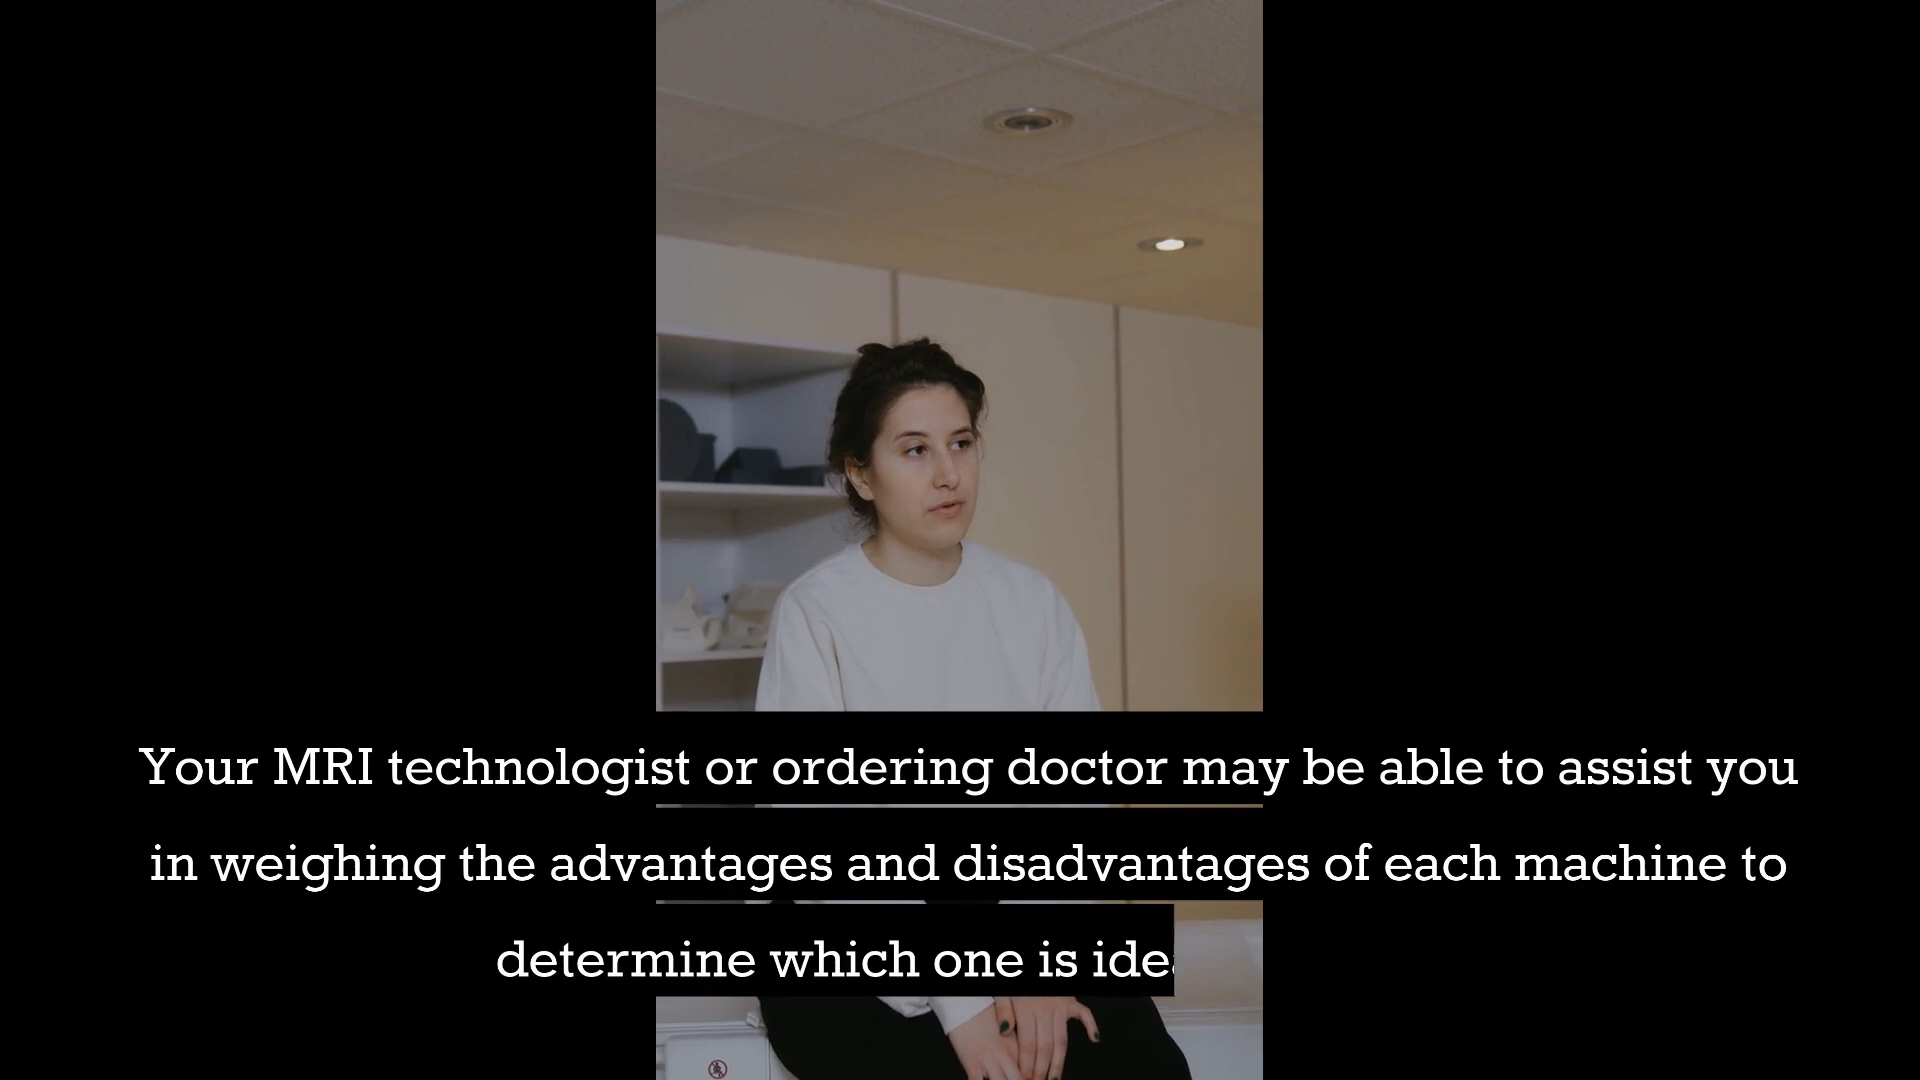 Your MRI technologist or ordering doctor may be able to assist you
in weighing the advantages and disadvantages of each machine to
determine which one is idea